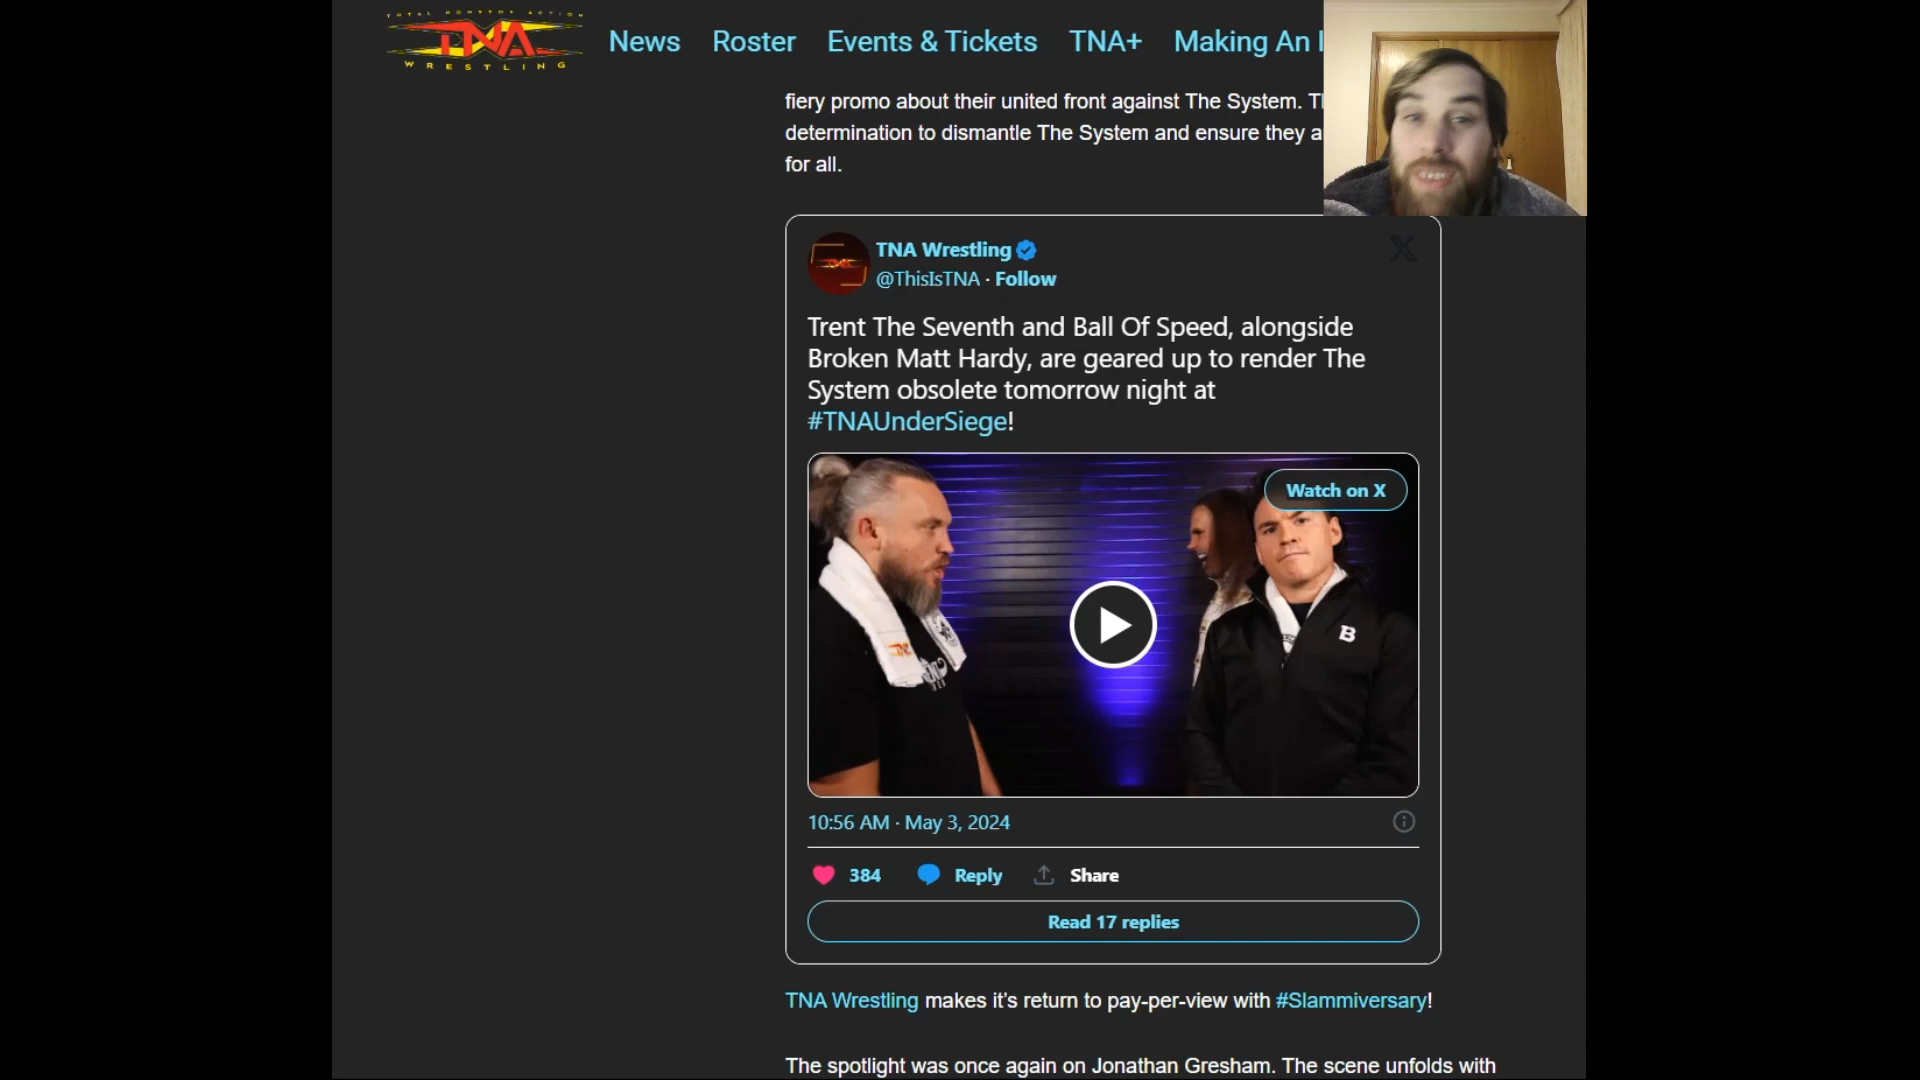 TOTAL NONSTOP ACTION
TNA
WRESTLING
News Roster Events & Tickets TNA+ Making An I
fiery promo about their united front against The System. Th
determination to dismantle The System and ensure they a
for all.
TNA Wrestling
@ThisIsTNA · Follow
X
Trent The Seventh and Ball Of Speed, alongside
Broken Matt Hardy, are geared up to render The
System obsolete tomorrow night at
#TNAUnderSiege!
Watch on X
TNA
B
10:56 AM · May 3, 2024
384 Reply Share
Read 17 replies
TNA Wrestling makes it's return to pay-per-view with #Slammiversary!
The spotlight was once again on Jonathan Gresham. The scene unfolds with